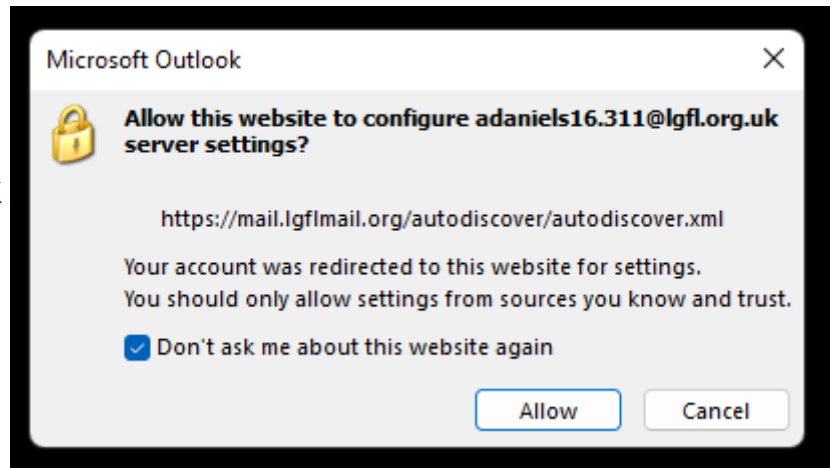 Microsoft Outlook
Allow this website to configure adaniels16.311@lgfl.org.uk
server settings?
https://mail.lgflmail.org/autodiscover/autodiscover.xml
Your account was redirected to this website for settings.
You should only allow settings from sources you know and trust.
Don't ask me about this website again
Allow
Cancel